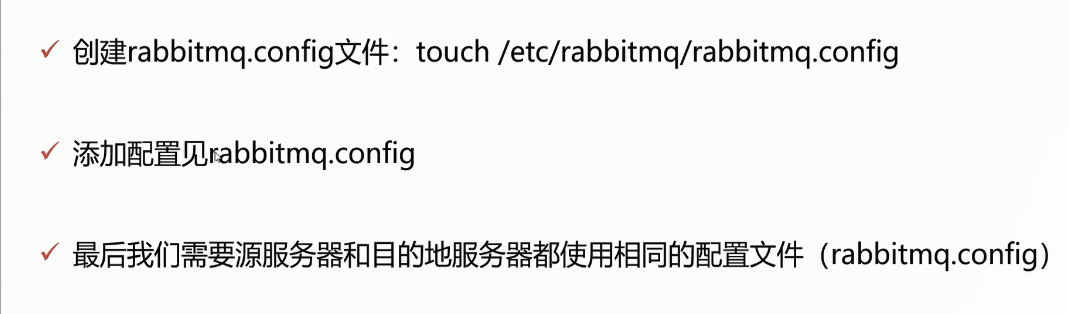 ✓ 创建rabbitmq.config文件：touch /etc/rabbitmq/rabbitmq.config
✓ 添加配置见rabbitmq.config
✓ 最后我们需要源服务器和目的地服务器都使用相同的配置文件（rabbitmq.config）